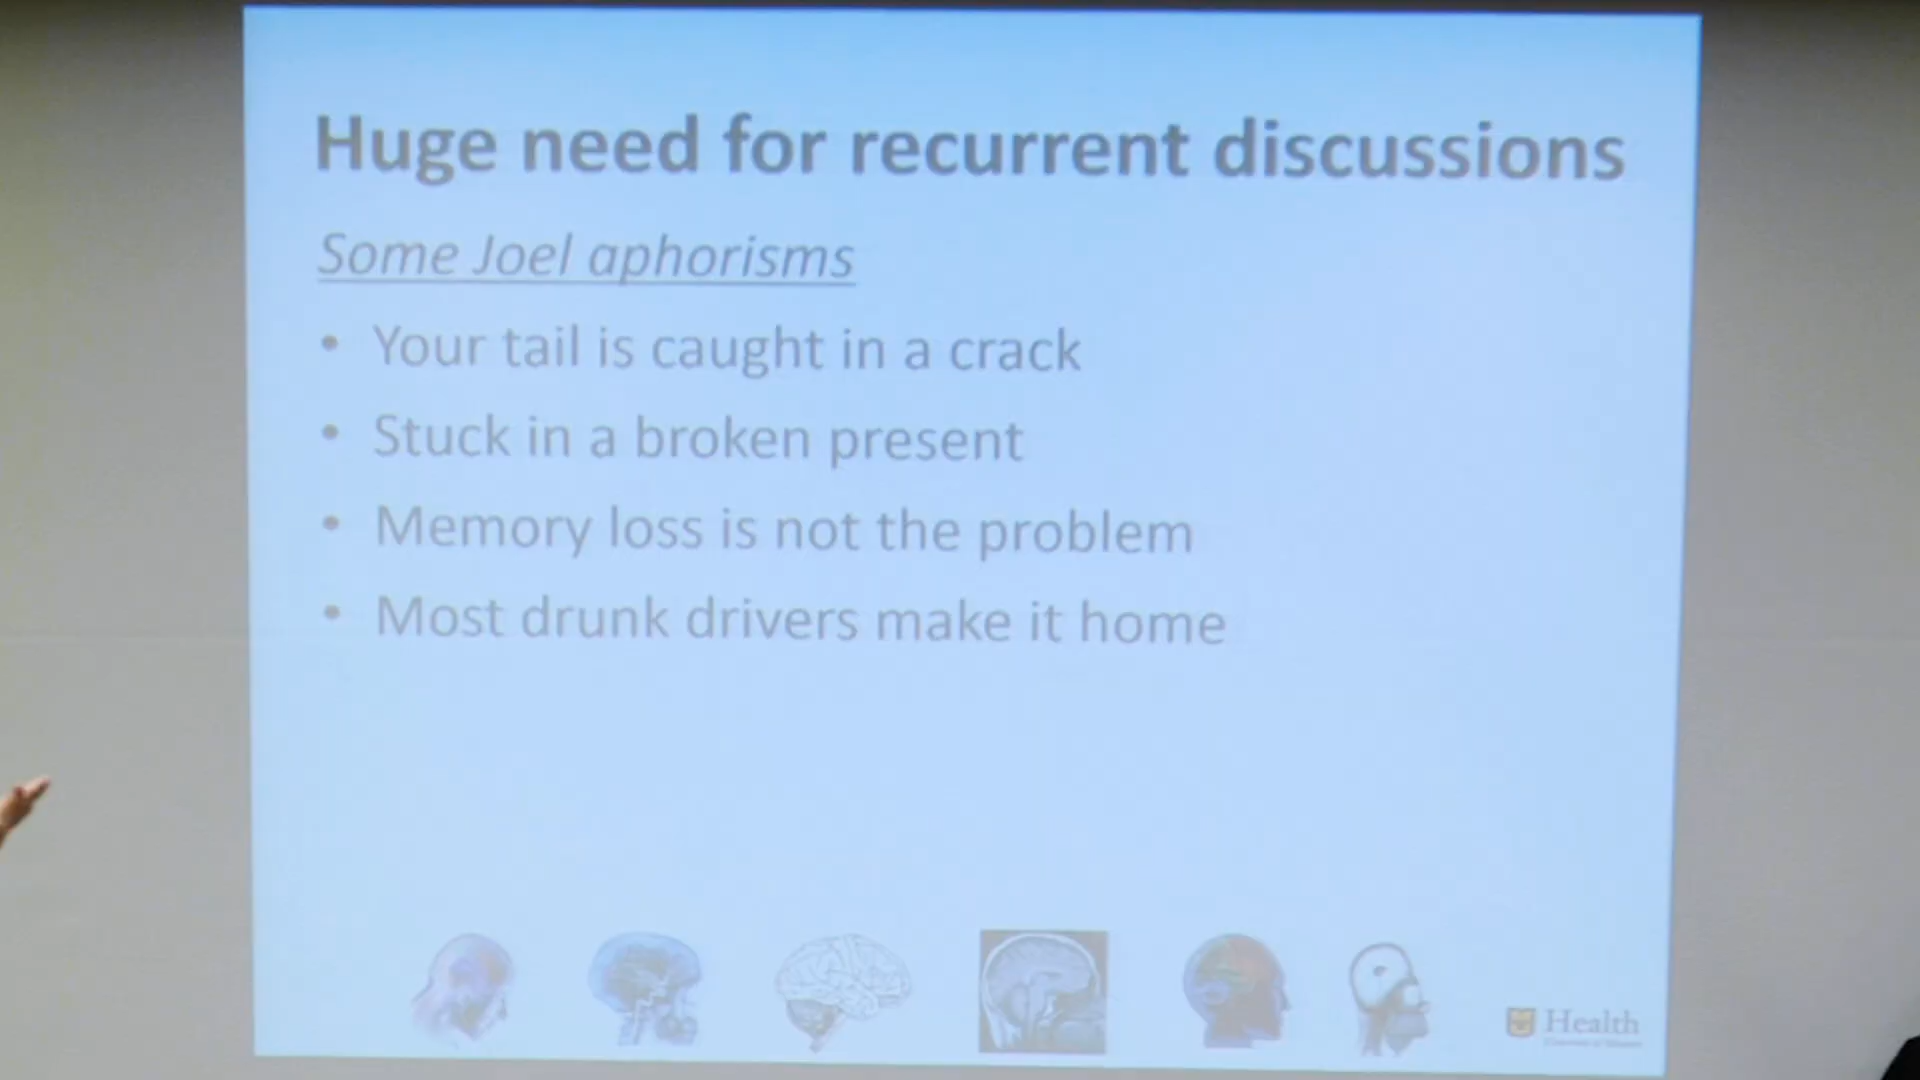 Huge need for recurrent discussions
Some Joel aphorisms
• Your tail is caught in a crack
• Stuck in a broken present
• Memory loss is not the problem
• Most drunk drivers make it home
Health